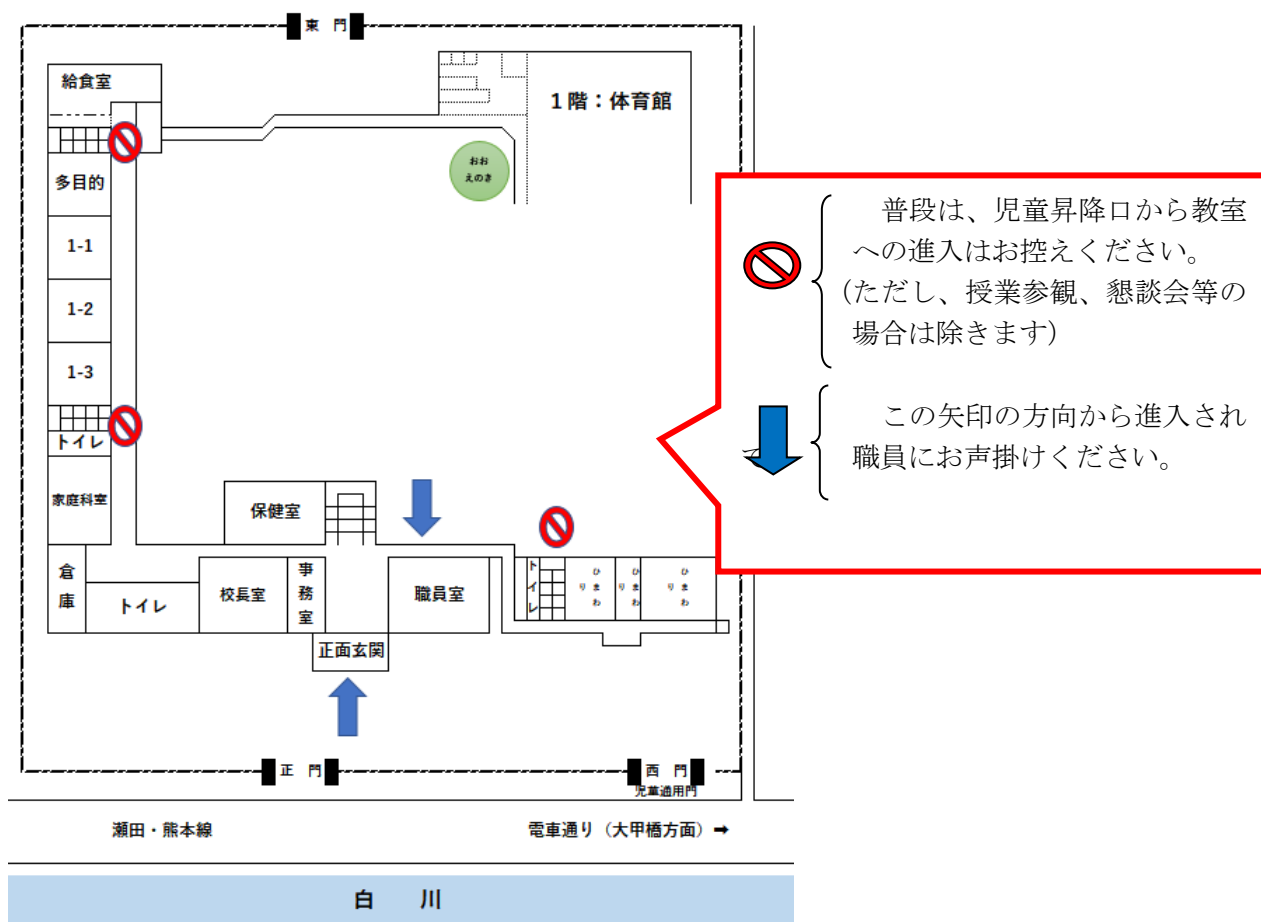 東 門
給食室
1階：体育館
おお
えのき
多目的
1-1
1-2
1-3
トイレ
家庭科室
保健室
倉庫
トイレ
校長室
事務室
職員室
トイレ
ひまわり
ひまわり
ひまわり
正面玄関
正 門
西 門
児童通用門
瀬田・熊本線
電車通り（大甲橋方面）➡
白 川
普段は、児童昇降口から教室
への進入はお控えください。
(ただし、授業参観、懇談会等の
場合は除きます)
この矢印の方向から進入され
て
職員にお声掛けください。